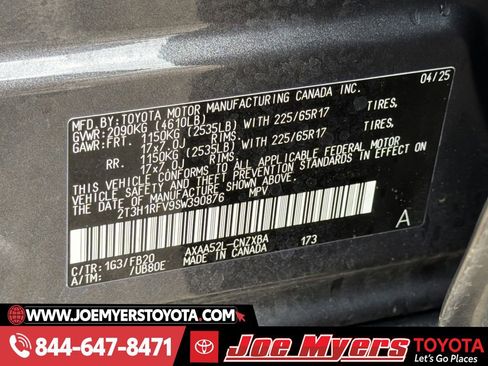 MFD.BY:TOYOTA MOTOR MANUFACTURING CANADA INC. 04/25
GVWR:2090KG (4610LB)
GAWR:FRT. 1150KG (2535LB) WITH 225/65R17 TIRES,
17x7.0J RIMS,
RR. 1150KG (2535LB) WITH 225/65R17 TIRES,
17x7.0J RIMS,
THIS VEHICLE CONFORMS TO ALL APPLICABLE FEDERAL MOTOR
VEHICLE SAFETY AND THEFT PREVENTION STANDARDS IN EFFECT ON
THE DATE OF MANUFACTURE SHOWN ABOVE.
2T3H1RFV9SW390876 MPV
A
C/TR:1G3/FB20 AXAA52L-CNZXBA 173
A/TM: /UB80E MADE IN CANADA
WWW.JOEMYERSTOYOTA.COM
844-647-8471
TOYOTA
Joe Myers
TOYOTA
Let's Go Places